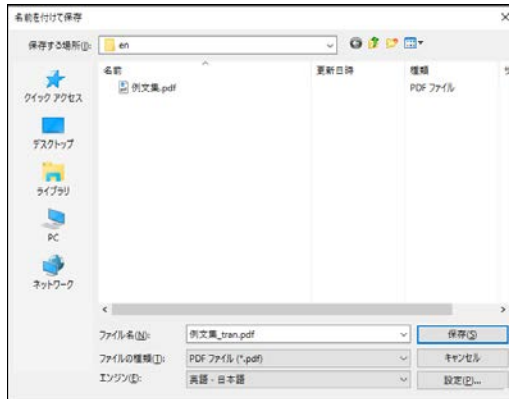 名前を付けて保存
保存する場所(I):
en
名前
更新日時
種類
サ
例文集.pdf
PDF ファイル
クイック アクセス
デスクトップ
ライブラリ
PC
ネットワーク
ファイル名(N):
例文集_tran.pdf
保存(S)
ファイルの種類(T):
PDF ファイル (*.pdf)
キャンセル
エンジン(E):
英語 - 日本語
設定(P)...